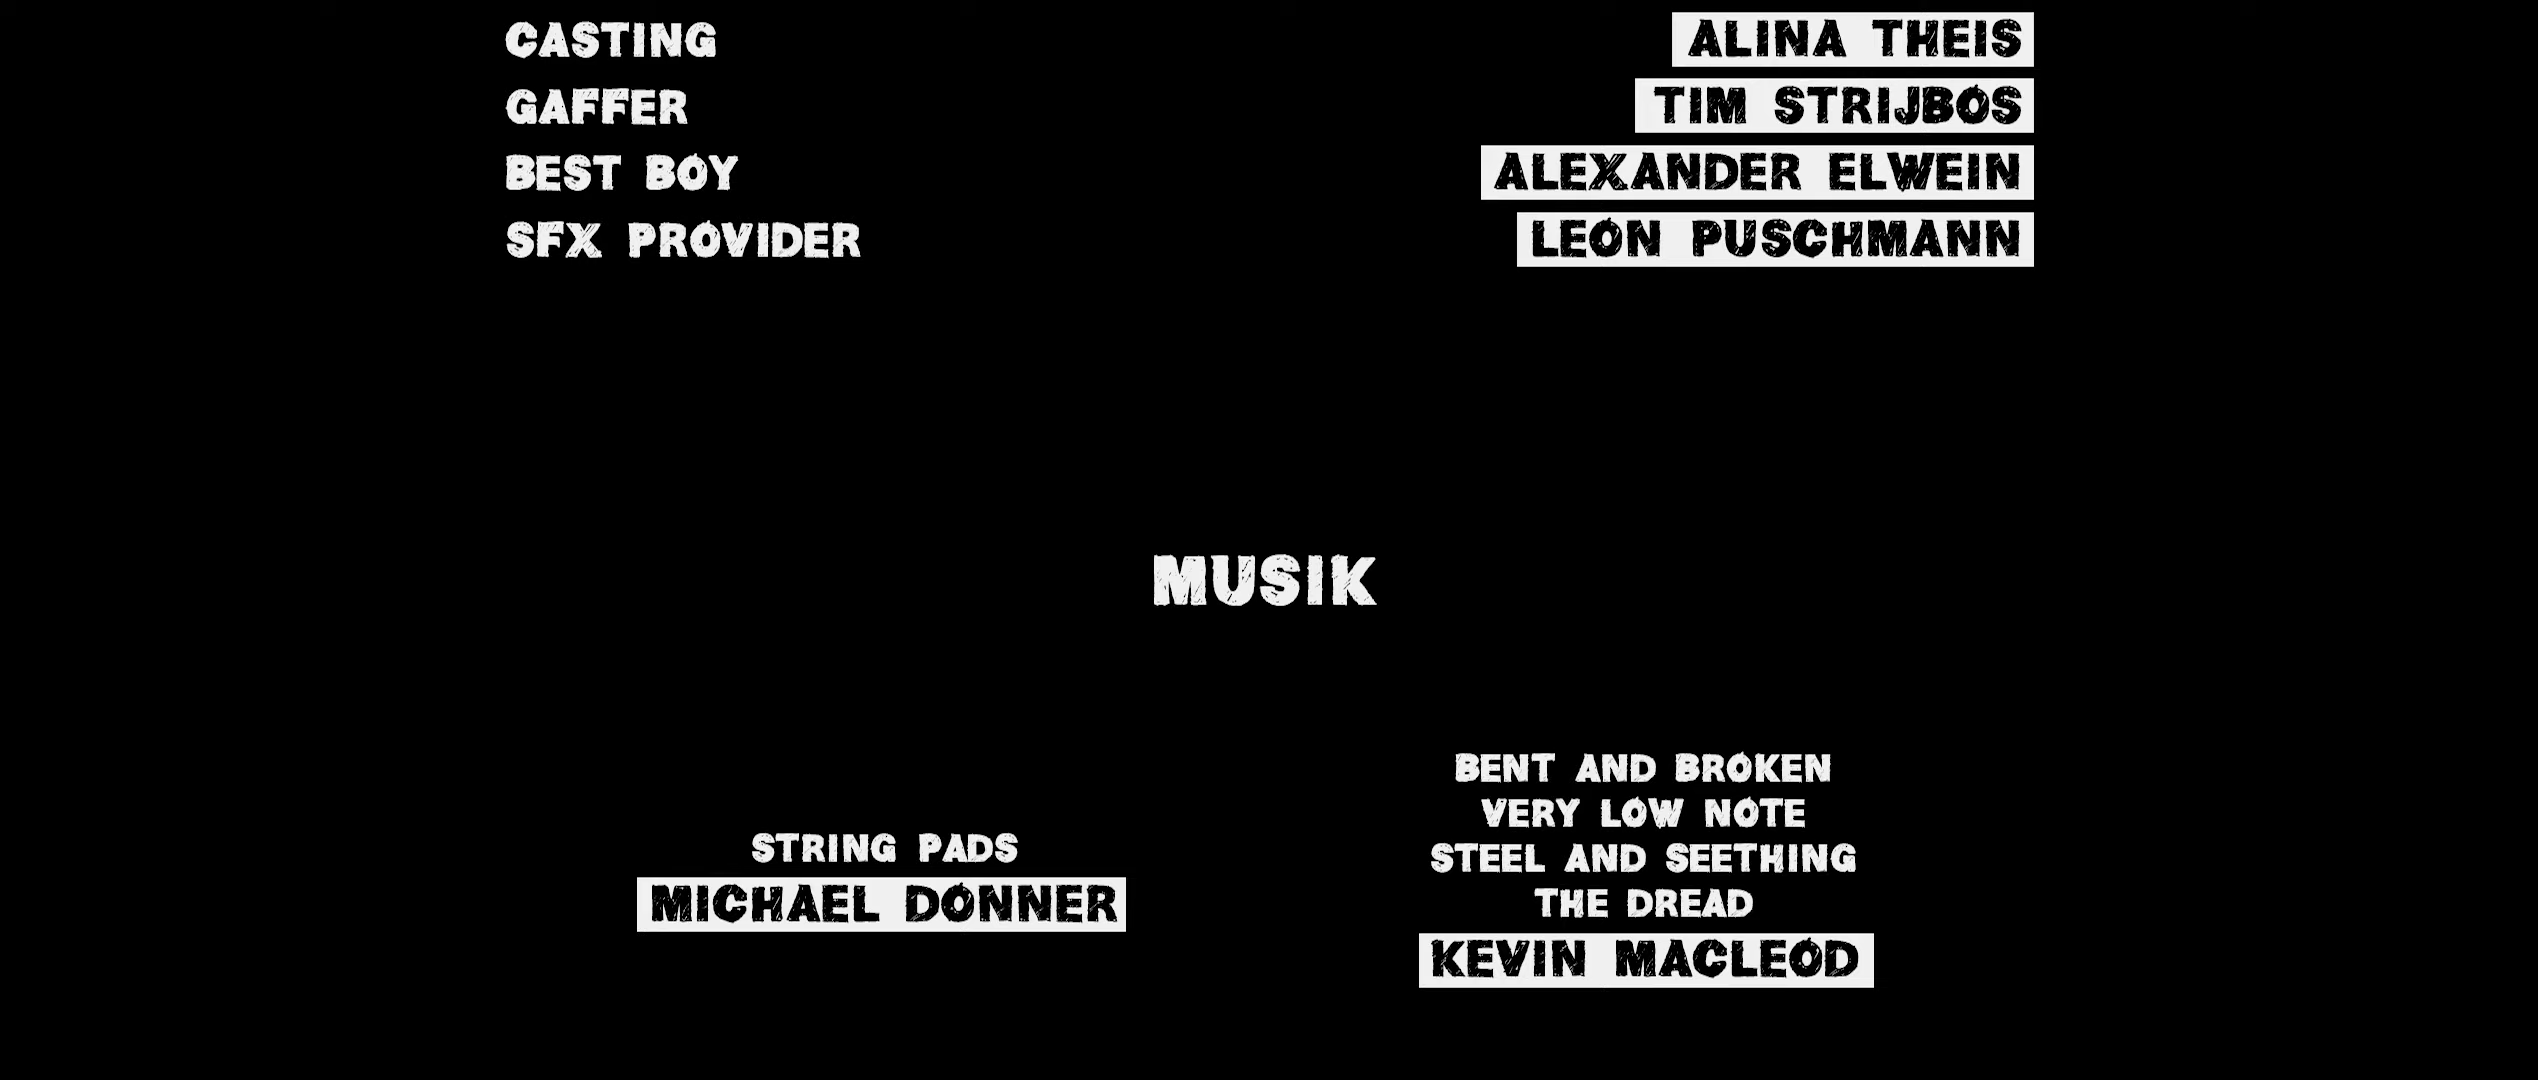 CASTING ALINA THEIS
GAFFER TIM STRIJBOS
BEST BOY ALEXANDER ELWEIN
SFX PROVIDER LEON PUSCHMANN
MUSIK
STRING PADS
MICHAEL DONNER
BENT AND BROKEN
VERY LOW NOTE
STEEL AND SEETHING
THE DREAD
KEVIN MACLEOD